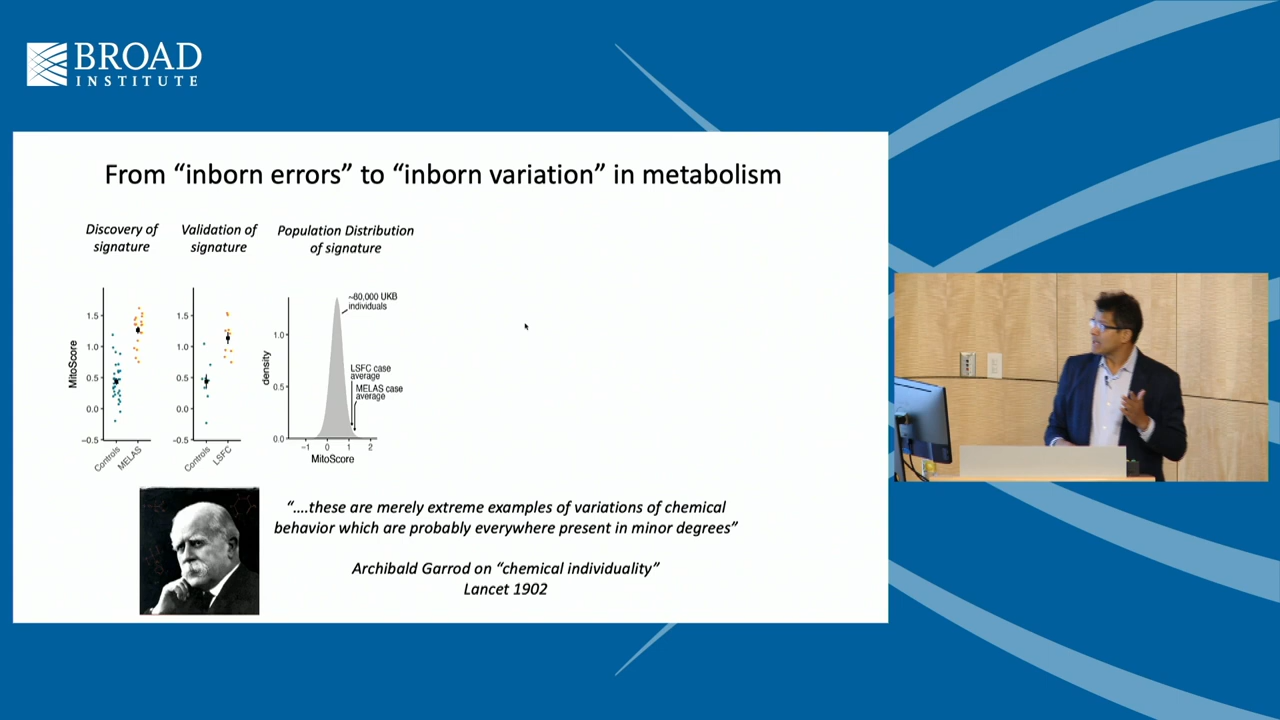 BROAD
INSTITUTE
From “inborn errors” to “inborn variation” in metabolism
Discovery of
signature
Validation of
signature
Population Distribution
of signature
MitoScore
1.5
1.0
0.5
0.0
−0.5
Controls
MELAS
1.5
1.0
0.5
0.0
−0.5
Controls
LSFC
density
1.0
0.5
0.0
~60,000 UKB
individuals
LSFC case
average
MELAS case
average
−1 0 1 2
MitoScore
“....these are merely extreme examples of variations of chemical
behavior which are probably everywhere present in minor degrees”
Archibald Garrod on “chemical individuality”
Lancet 1902